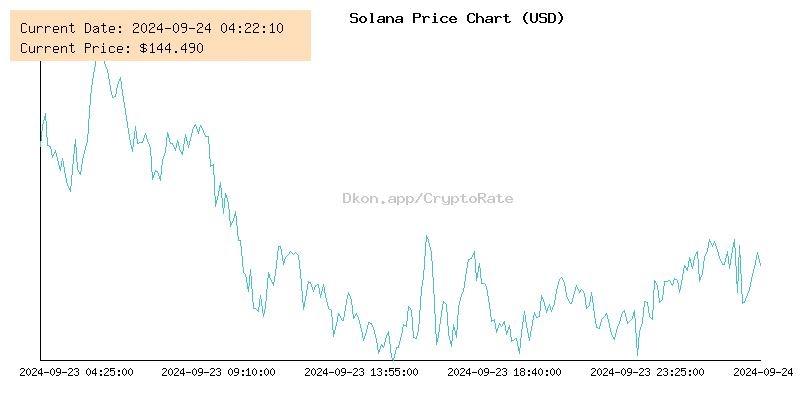 Solana Price Chart (USD)
Current Date: 2024-09-24 04:22:10
Current Price: $144.490
Dkon.app/CryptoRate
2024-09-23 04:25:00 2024-09-23 09:10:00 2024-09-23 13:55:00 2024-09-23 18:40:00 2024-09-23 23:25:00 2024-09-24